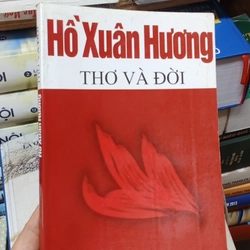 Hồ Xuân Hương
THƠ VÀ ĐỜI